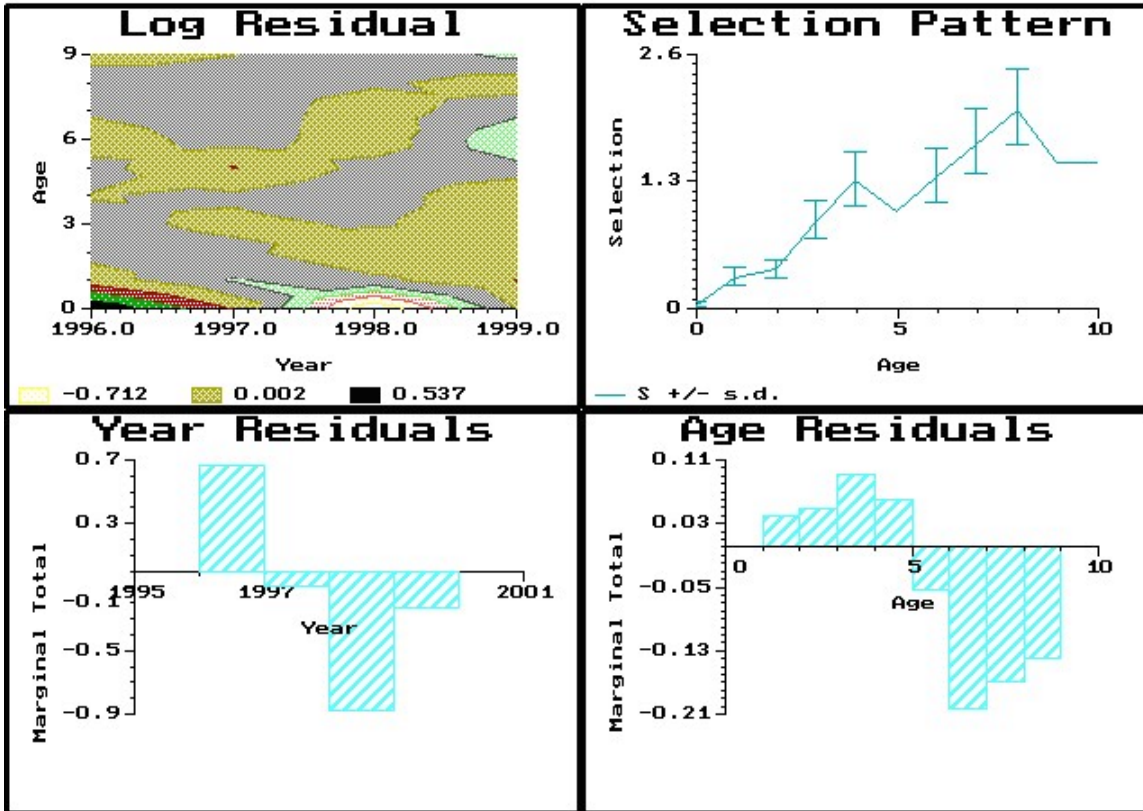 Log Residual
9
6
3
0
Age
1996.0 1997.0 1998.0 1999.0
Year
-0.712 0.002 0.537
Selection Pattern
2.6
1.3
0
Selection
0 5 10
Age
S +/- s.d.
Year Residuals
0.7
0.3
-0.1
-0.5
-0.9
Marginal Total
1995 1997 2001
Year
Age Residuals
0.11
0.03
-0.05
-0.13
-0.21
Marginal Total
0 5 10
Age